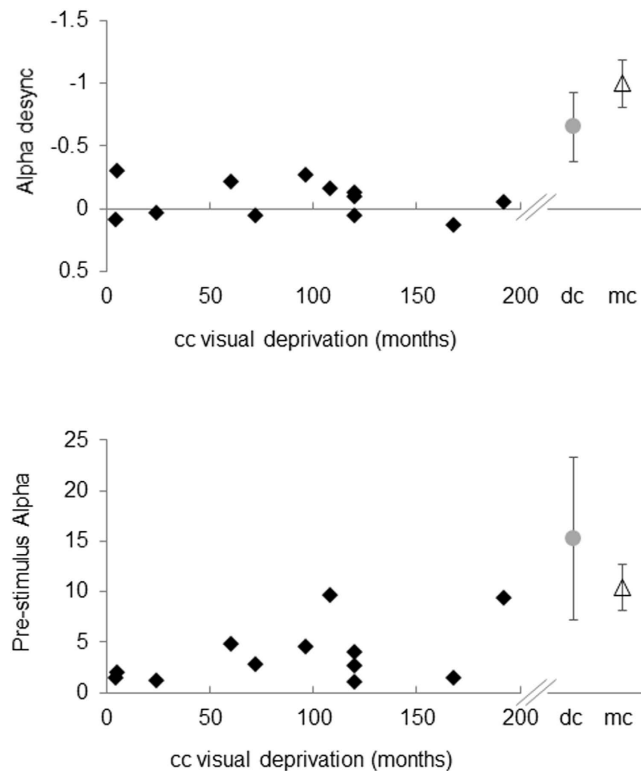 -1.5
-1
-0.5
0
0.5
Alpha desync
0 50 100 150 200 dc mc
cc visual deprivation (months)
25
20
15
10
5
0
Pre-stimulus Alpha
0 50 100 150 200 dc mc
cc visual deprivation (months)